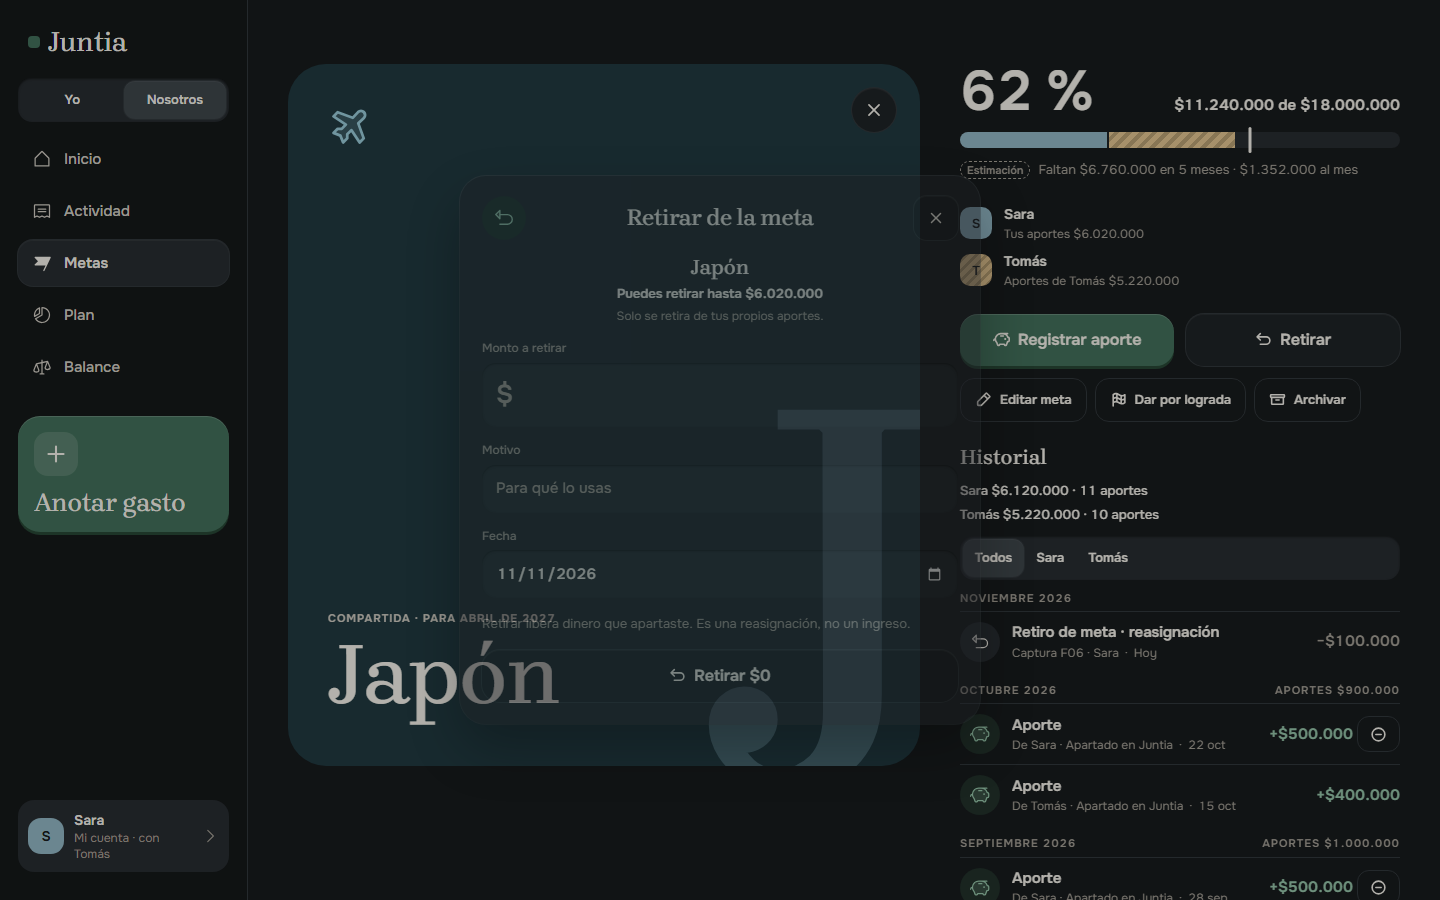 Juntia
Yo
Nosotros
Inicio
Actividad
Metas
Plan
Balance
Anotar gasto
S
Sara
Mi cuenta · con
Tomás
COMPARTIDA · PARA ABRIL DE 2027
Japón
J
Retirar de la meta
Japón
Puedes retirar hasta $6.020.000
Solo se retira de tus propios aportes.
Monto a retirar
$
Motivo
Para qué lo usas
Fecha
11/11/2026
Retirar libera dinero que apartaste. Es una reasignación, no un ingreso.
Retirar $0
62 %
$11.240.000 de $18.000.000
Estimación
Faltan $6.760.000 en 5 meses · $1.352.000 al mes
S
Sara
Tus aportes $6.020.000
T
Tomás
Aportes de Tomás $5.220.000
Registrar aporte
Retirar
Editar meta
Dar por lograda
Archivar
Historial
Sara $6.120.000 · 11 aportes
Tomás $5.220.000 · 10 aportes
Todos
Sara
Tomás
NOVIEMBRE 2026
Retiro de meta · reasignación
Captura F06 · Sara · Hoy
−$100.000
OCTUBRE 2026
APORTES $900.000
Aporte
De Sara · Apartado en Juntia · 22 oct
+$500.000
Aporte
De Tomás · Apartado en Juntia · 15 oct
+$400.000
SEPTIEMBRE 2026
APORTES $1.000.000
Aporte
De Sara · Apartado en Juntia · 28 sep
+$500.000